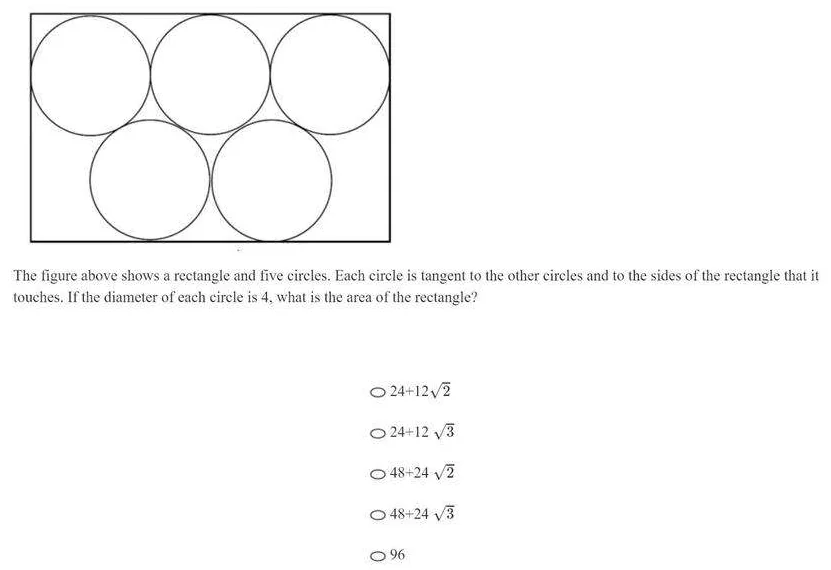 The figure above shows a rectangle and five circles. Each circle is tangent to the other circles and to the sides of the rectangle that it
touches. If the diameter of each circle is 4, what is the area of the rectangle?
24+12√2
24+12 √3
48+24 √2
48+24 √3
96